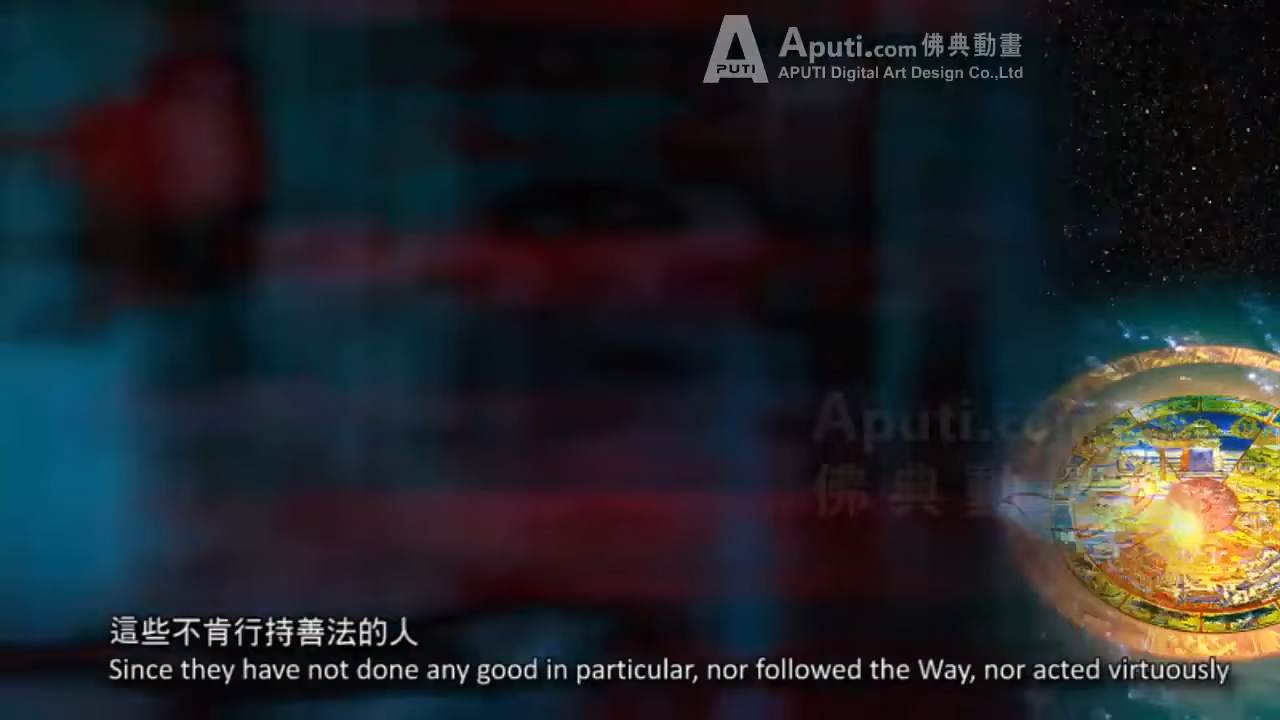 Aputi.com 佛典動畫
PUTI
APUTI Digital Art Design Co.,Ltd
Aputi.com
佛典動
這些不肯行持善法的人
Since they have not done any good in particular, nor followed the Way, nor acted virtuously